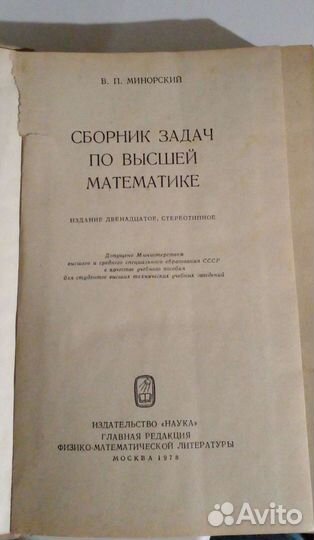 В. П. МИНОРСКИЙ
СБОРНИК ЗАДАЧ
ПО ВЫСШЕЙ
МАТЕМАТИКЕ
ИЗДАНИЕ ДВЕНАДЦАТОЕ, СТЕРЕОТИПНОЕ
Допущено Министерством
высшего и среднего специального образования СССР
в качестве учебного пособия
для студентов высших технических учебных заведений
ИЗДАТЕЛЬСТВО «НАУКА»
ГЛАВНАЯ РЕДАКЦИЯ
ФИЗИКО-МАТЕМАТИЧЕСКОЙ ЛИТЕРАТУРЫ
МОСКВА 1978
Avito